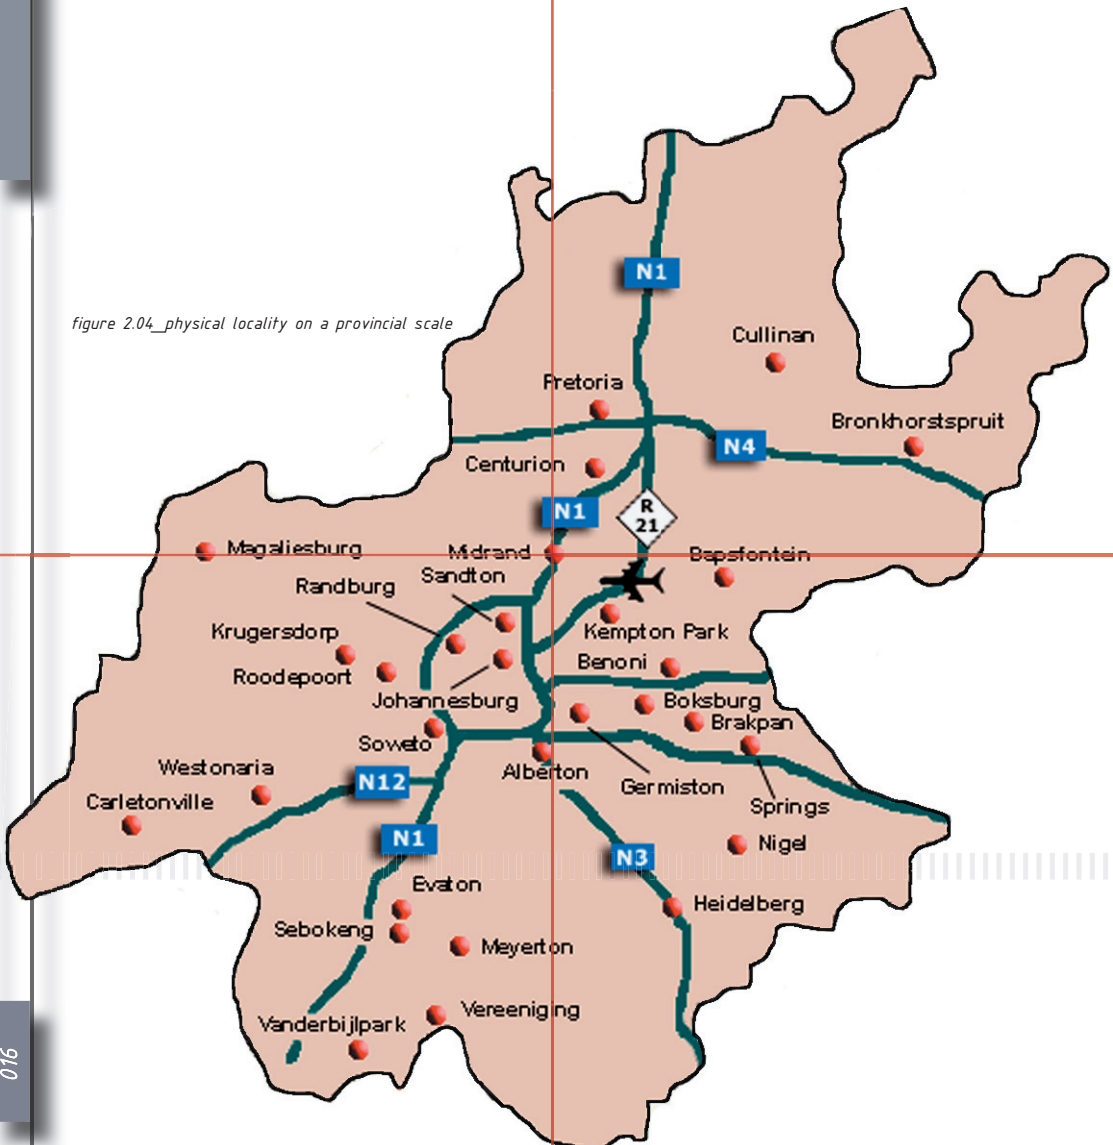 N1
figure 2.04_physical locality on a provincial scale
Cullinan
Pretoria
Bronkhorstspruit
N4
Centurion
N1
R
21
Magaliesburg
Midrand
Bapsfontein
Sandton
Randburg
Krugersdorp
Kempton Park
Benoni
Roodepoort
Johannesburg
Boksburg
Brakpan
Soweto
Westonaria
Alberton
N12
Germiston
Carletonville
Springs
N1
Nigel
N3
Evaton
Heidelberg
Sebokeng
Meyerton
Vereeniging
Vanderbijlpark
016